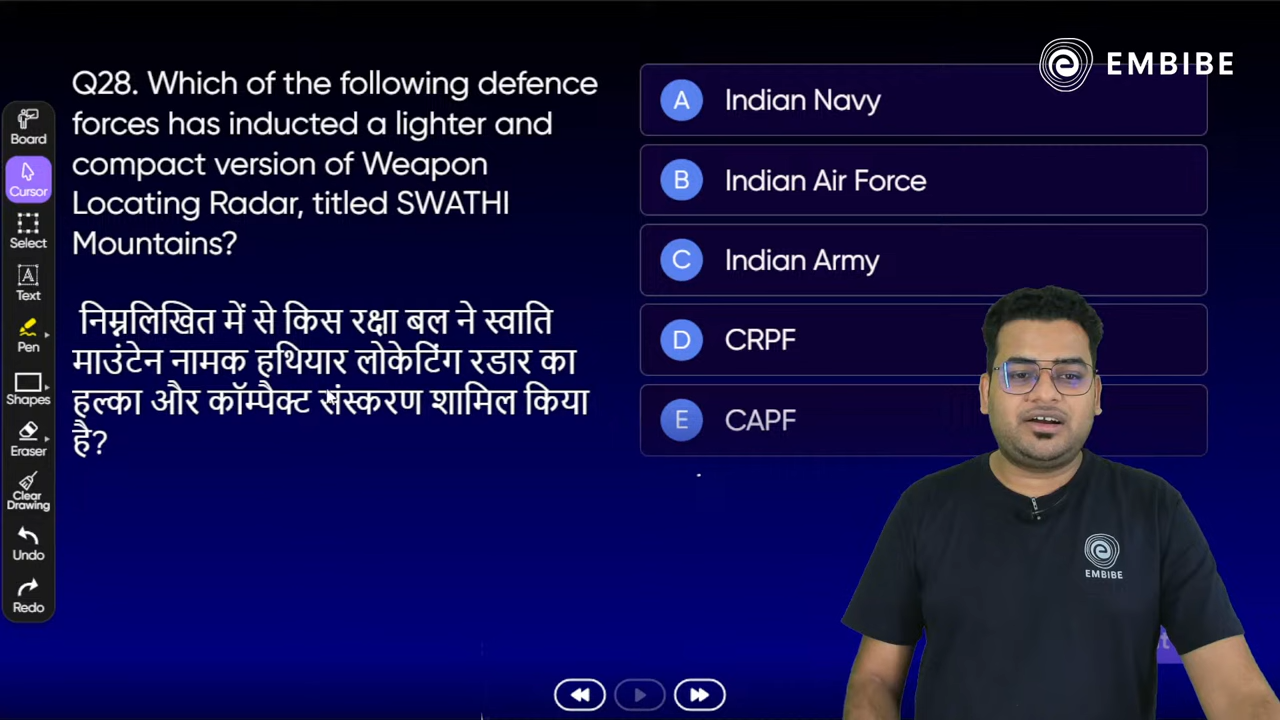 EMBIBE
Q28. Which of the following defence
forces has inducted a lighter and
compact version of Weapon
Locating Radar, titled SWATHI
Mountains?
निम्नलिखित में से किस रक्षा बल ने स्वाति
माउंटेन नामक हथियार लोकेटिंग रडार का
हल्का और कॉम्पैक्ट संस्करण शामिल किया
है?
A Indian Navy
B Indian Air Force
C Indian Army
D CRPF
E CAPF
Board
Cursor
Select
A
Text
Pen
Shapes
Eraser
Clear
Drawing
Undo
Redo
EMBIBE